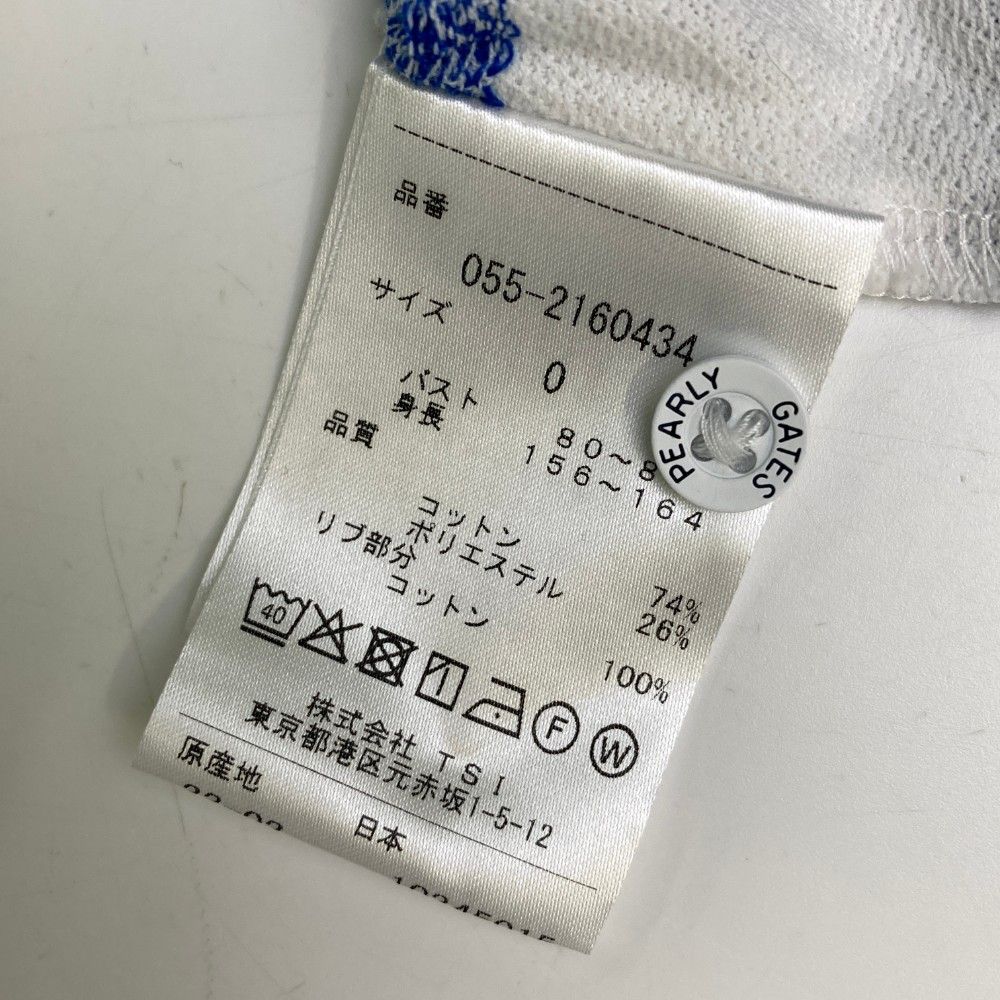 品番
055-2160434
サイズ
0
バスト 80～8
身長 156～164
品質
コットン 74%
ポリエステル 26%
リブ部分
コットン 100%
40
F
W
株式会社 TSI
東京都港区元赤坂1-5-12
原産地
日本
PEARLY GATES